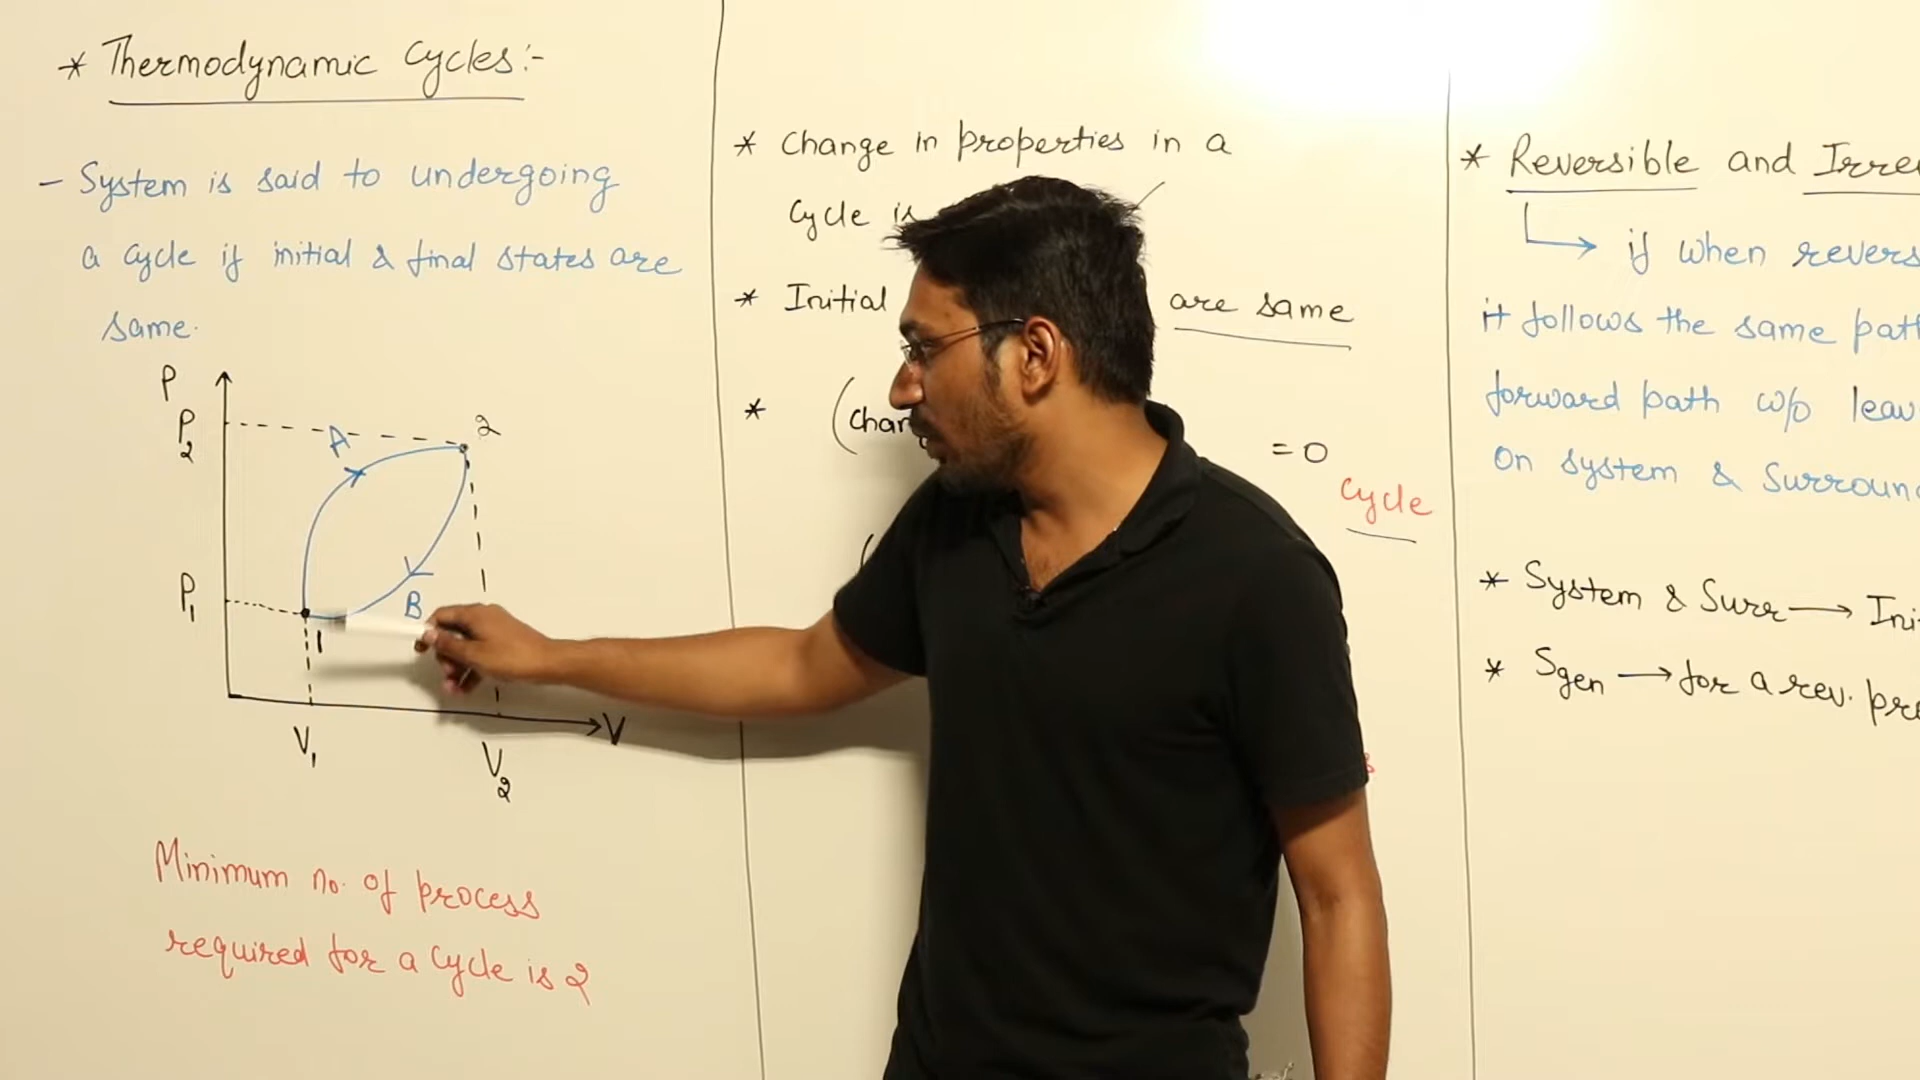 * Thermodynamic Cycles:-
- System is said to undergoing
a cycle if initial & final states are
same.
P
P2
A
2
P1
B
1
V1
V2
V
Minimum no. of process
required for a cycle is 2
* Change in properties in a
Cycle is
* Initial are same
* (Chan = 0
cycle
(
* Reversible and Irre
↳ if when revers
it follows the same pat
forward path w/o leav
on system & Surroun
* System & Surr → Ini
* Sgen → for a rev. pr